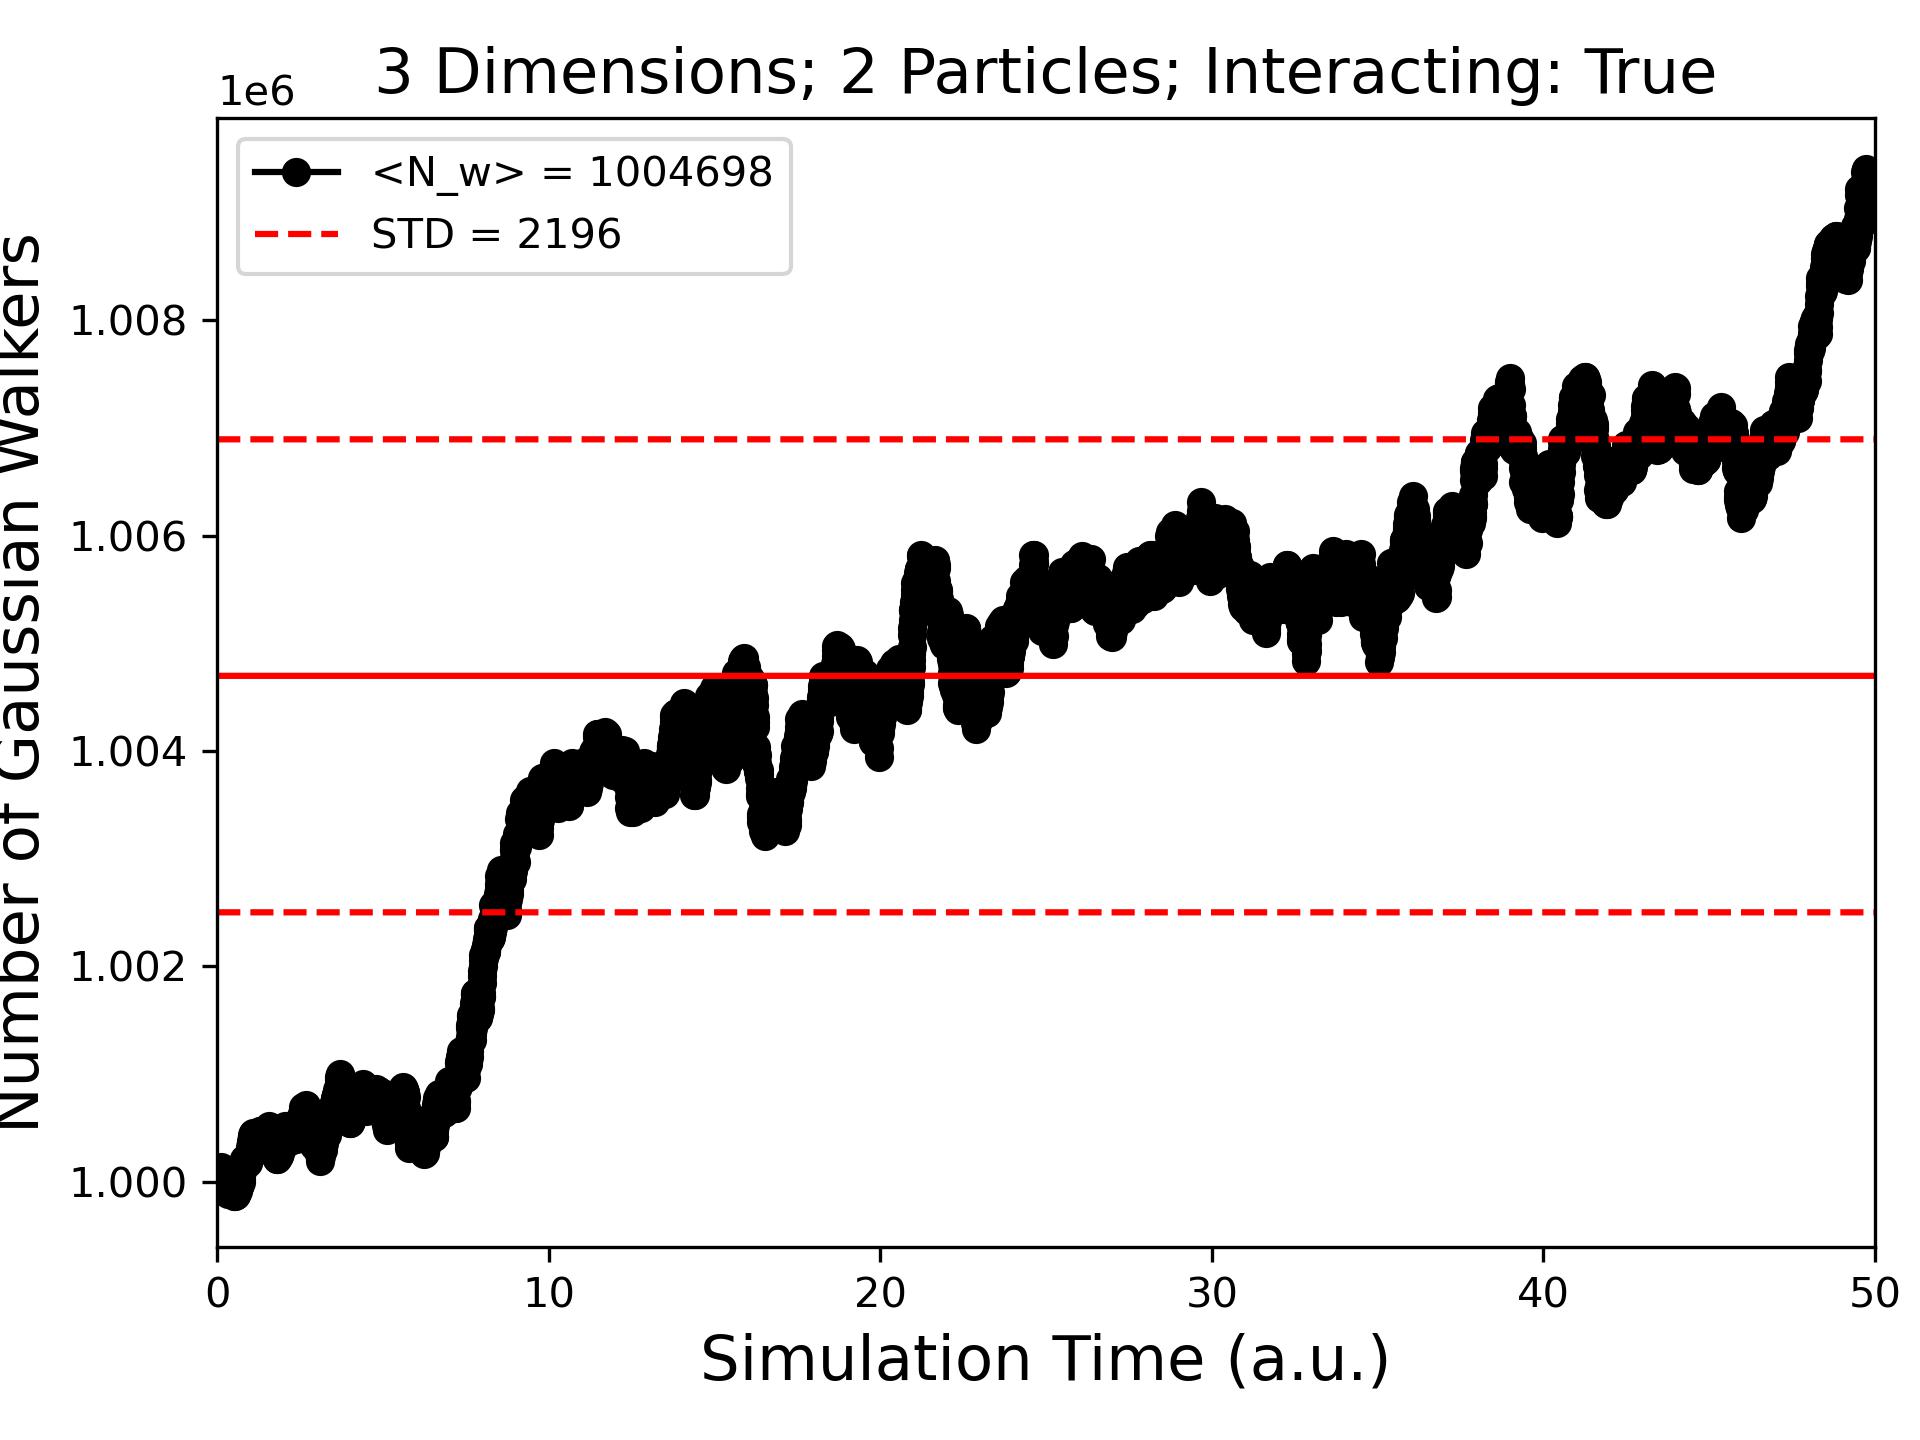 3 Dimensions; 2 Particles; Interacting: True
1e6
<N_w> = 1004698
STD = 2196
Number of Gaussian Walkers
1.008
1.006
1.004
1.002
1.000
0 10 20 30 40 50
Simulation Time (a.u.)